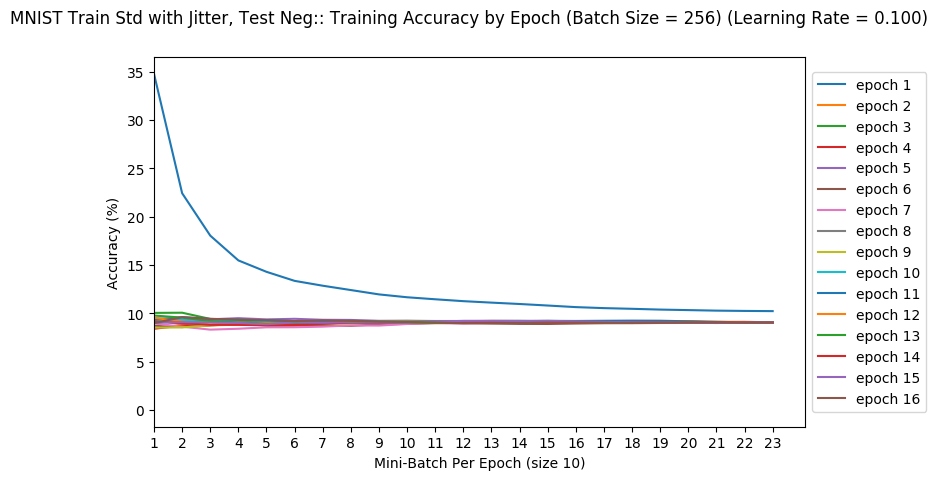 MNIST Train Std with Jitter, Test Neg:: Training Accuracy by Epoch (Batch Size = 256) (Learning Rate = 0.100)
35
30
25
20
15
10
5
0
Accuracy (%)
1 2 3 4 5 6 7 8 9 10 11 12 13 14 15 16 17 18 19 20 21 22 23
Mini-Batch Per Epoch (size 10)
epoch 1
epoch 2
epoch 3
epoch 4
epoch 5
epoch 6
epoch 7
epoch 8
epoch 9
epoch 10
epoch 11
epoch 12
epoch 13
epoch 14
epoch 15
epoch 16